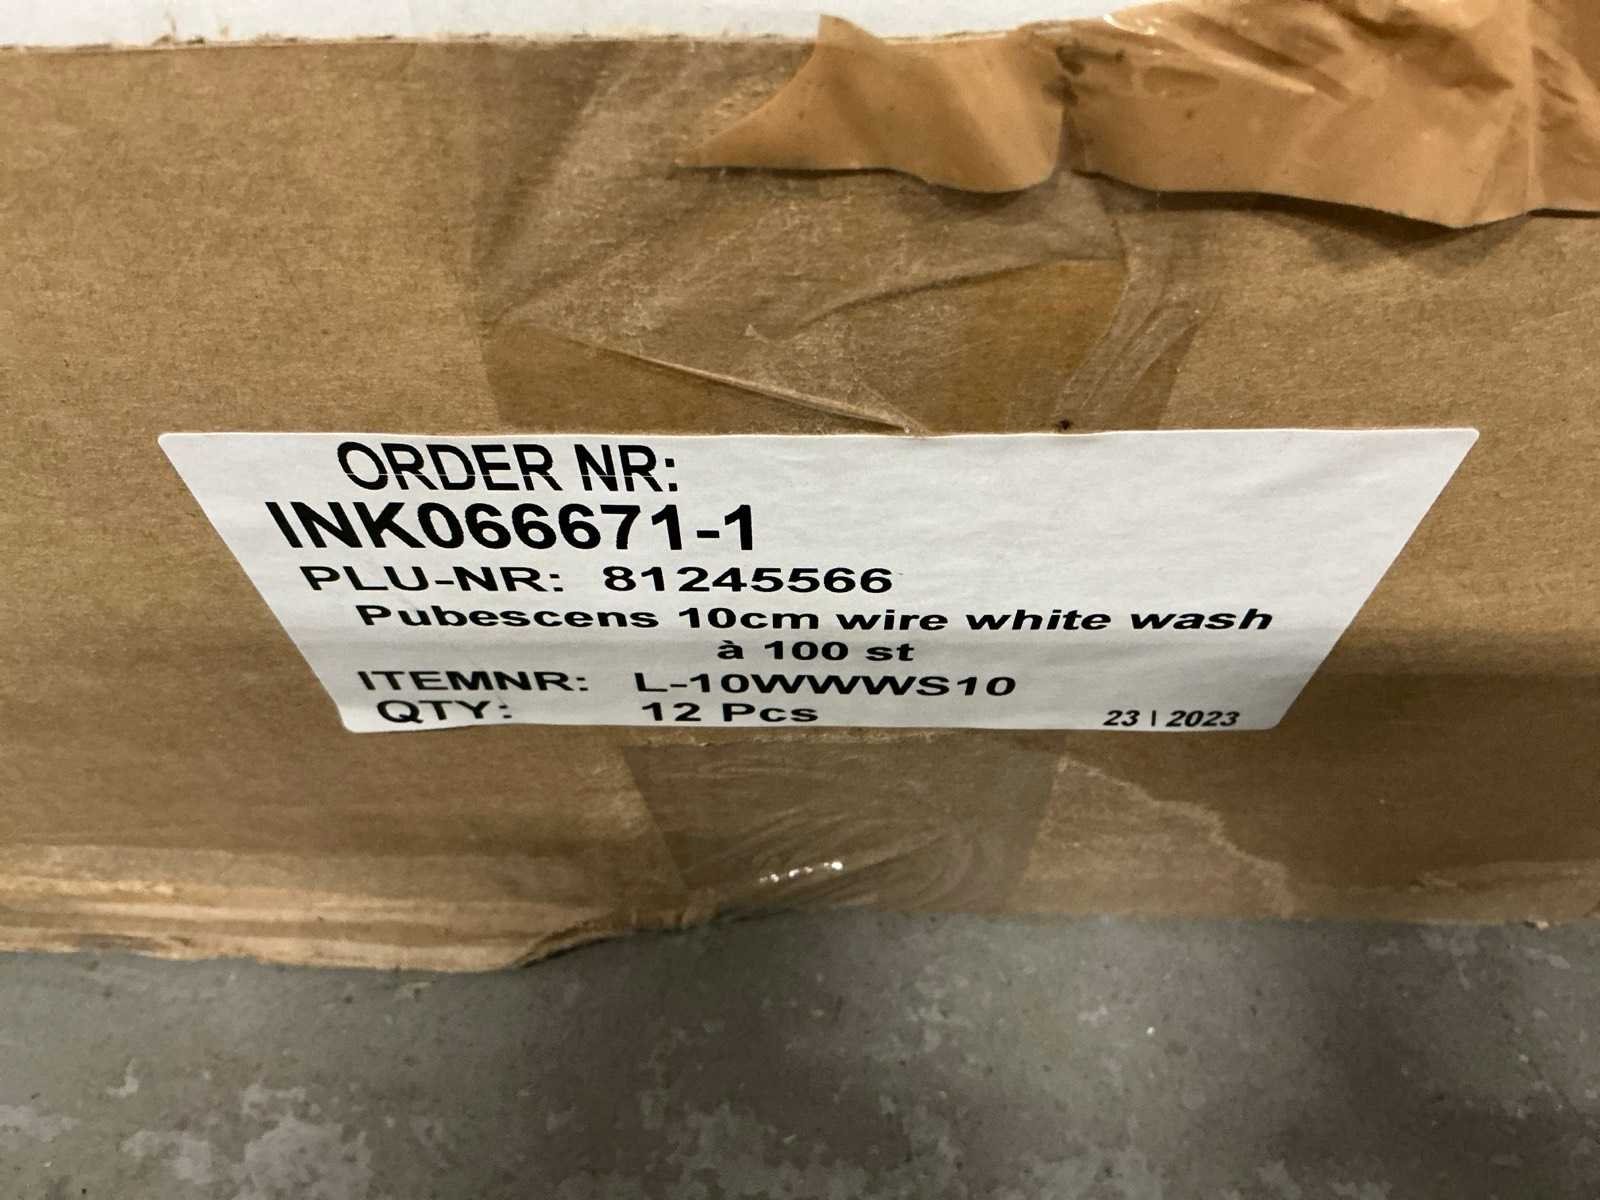 ORDER NR:
INK066671-1
PLU-NR: 81245566
Pubescens 10cm wire white wash
à 100 st
ITEMNR: L-10WWWS10
QTY: 12 Pcs
23 | 2023